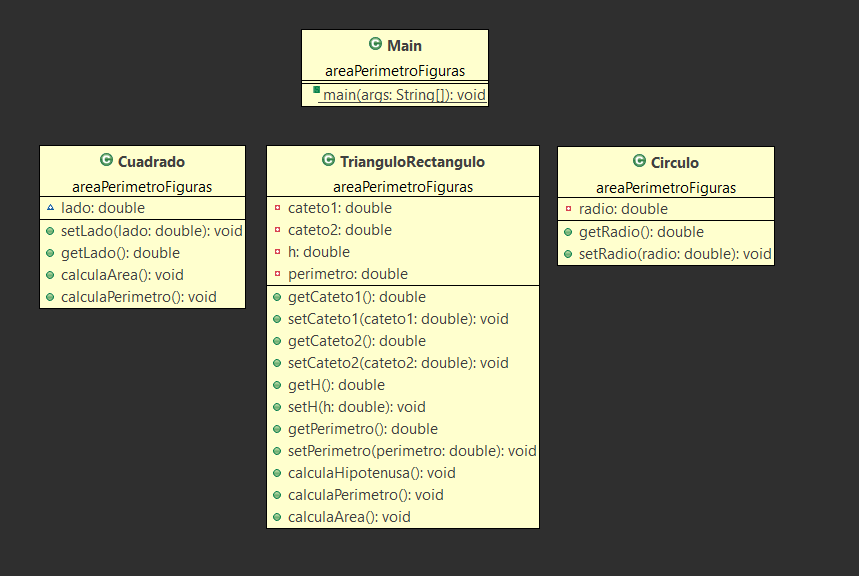 Main
areaPerimetroFiguras
main(args: String[]): void
Cuadrado
areaPerimetroFiguras
lado: double
setLado(lado: double): void
getLado(): double
calculaArea(): void
calculaPerimetro(): void
TrianguloRectangulo
areaPerimetroFiguras
cateto1: double
cateto2: double
h: double
perimetro: double
getCateto1(): double
setCateto1(cateto1: double): void
getCateto2(): double
setCateto2(cateto2: double): void
getH(): double
setH(h: double): void
getPerimetro(): double
setPerimetro(perimetro: double): void
calculaHipotenusa(): void
calculaPerimetro(): void
calculaArea(): void
Circulo
areaPerimetroFiguras
radio: double
getRadio(): double
setRadio(radio: double): void